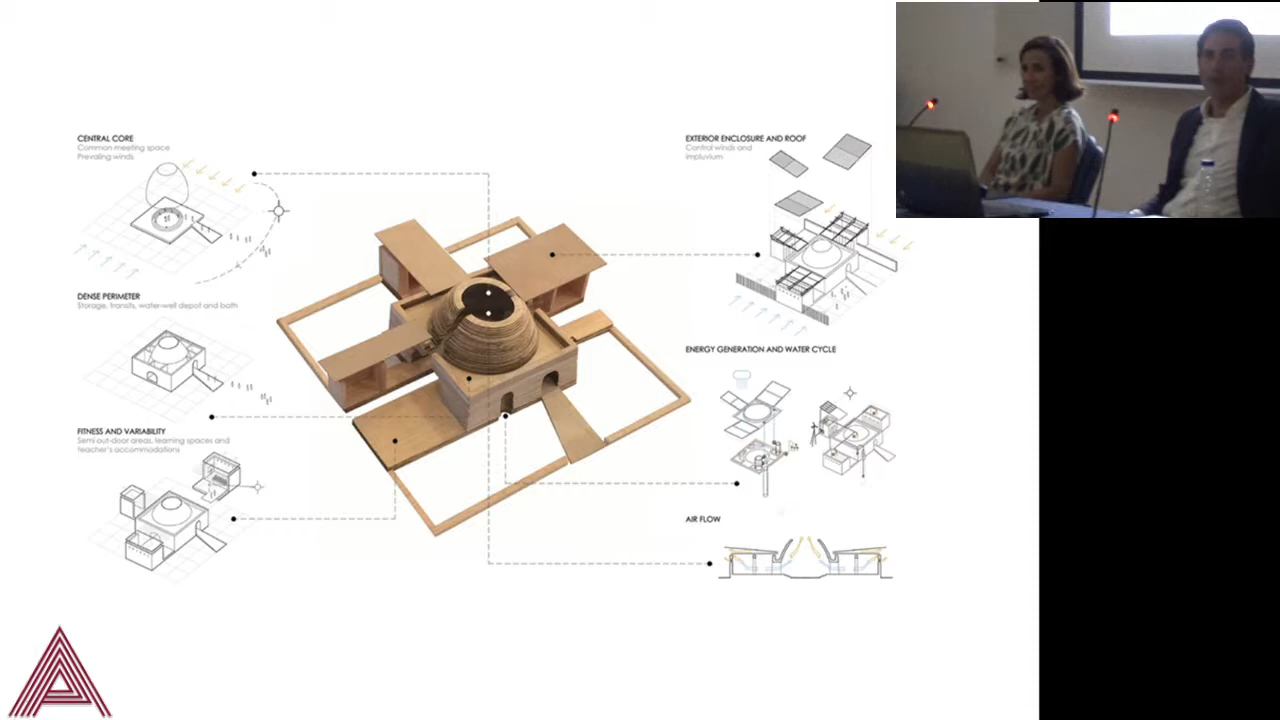 CENTRAL CORE
Common meeting space
Prevaling winds
DENSE PERIMETER
Storage, transits, water-well depot and bath
FITNESS AND VARIABILITY
Semi out-door areas, learning spaces and
teacher's accommodations
EXTERIOR ENCLOSURE AND ROOF
Control winds and
impluvium
ENERGY GENERATION AND WATER CYCLE
AIR FLOW